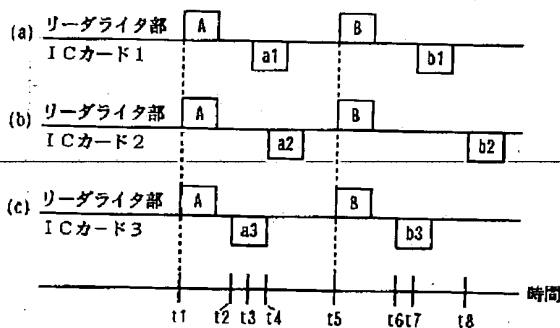 (a) リーダライタ部 A B
ICカード1 a1 b1
(b) リーダライタ部 A B
ICカード2 a2 b2
(c) リーダライタ部 A B
ICカード3 a3 b3
時間
t1 t2 t3 t4 t5 t6 t7 t8